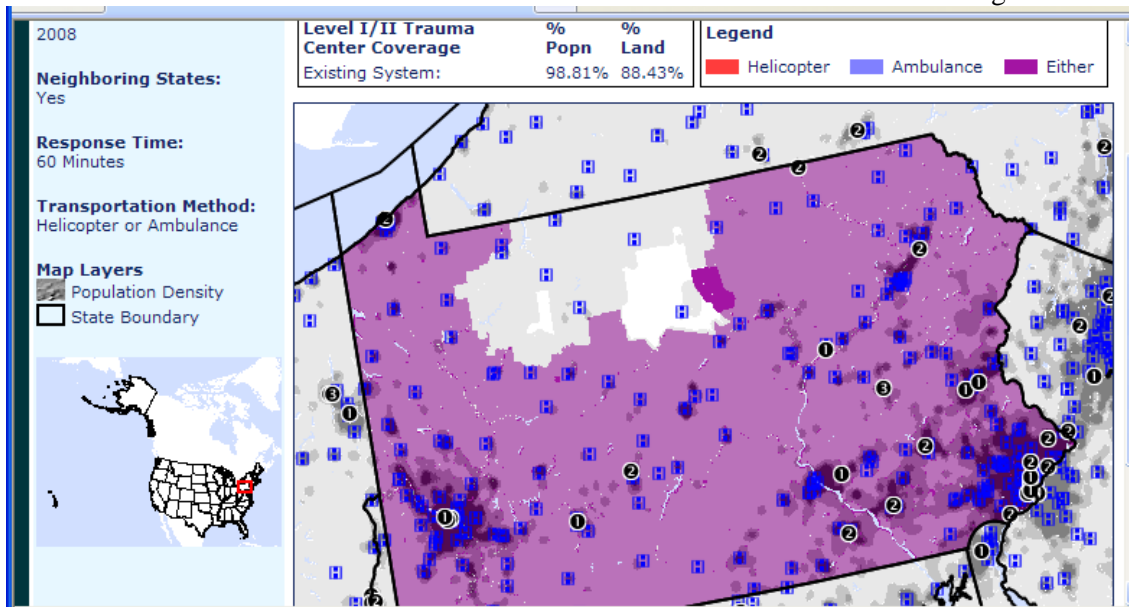 2008
Neighboring States:
Yes
Response Time:
60 Minutes
Transportation Method:
Helicopter or Ambulance
Map Layers
Population Density
State Boundary
Level I/II Trauma % %
Center Coverage Popn Land
Existing System: 98.81% 88.43%
Legend
Helicopter Ambulance Either